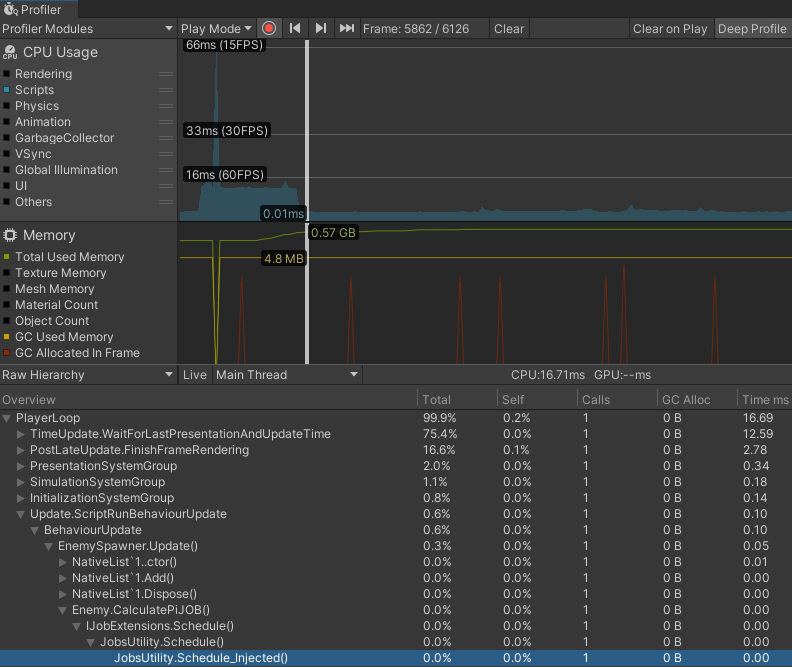 Profiler
Profiler Modules Play Mode Frame: 5862 / 6126 Clear Clear on Play Deep Profile
CPU CPU Usage
Rendering
Scripts
Physics
Animation
GarbageCollector
VSync
Global Illumination
UI
Others
66ms (15FPS)
33ms (30FPS)
16ms (60FPS)
0.01ms
Memory
Total Used Memory
Texture Memory
Mesh Memory
Material Count
Object Count
GC Used Memory
GC Allocated In Frame
0.57 GB
4.8 MB
Raw Hierarchy Live Main Thread CPU:16.71ms GPU:--ms
Overview Total Self Calls GC Alloc Time ms
PlayerLoop 99.9% 0.2% 1 0 B 16.69
TimeUpdate.WaitForLastPresentationAndUpdateTime 75.4% 0.0% 1 0 B 12.59
PostLateUpdate.FinishFrameRendering 16.6% 0.1% 1 0 B 2.78
PresentationSystemGroup 2.0% 0.0% 1 0 B 0.34
SimulationSystemGroup 1.1% 0.0% 1 0 B 0.18
InitializationSystemGroup 0.8% 0.0% 1 0 B 0.14
Update.ScriptRunBehaviourUpdate 0.6% 0.0% 1 0 B 0.10
BehaviourUpdate 0.6% 0.0% 1 0 B 0.10
EnemySpawner.Update() 0.3% 0.0% 1 0 B 0.05
NativeList`1..ctor() 0.0% 0.0% 1 0 B 0.01
NativeList`1.Add() 0.0% 0.0% 1 0 B 0.00
NativeList`1.Dispose() 0.0% 0.0% 1 0 B 0.00
Enemy.CalculatePiJOB() 0.0% 0.0% 1 0 B 0.00
IJobExtensions.Schedule() 0.0% 0.0% 1 0 B 0.00
JobsUtility.Schedule() 0.0% 0.0% 1 0 B 0.00
JobsUtility.Schedule_Injected() 0.0% 0.0% 1 0 B 0.00